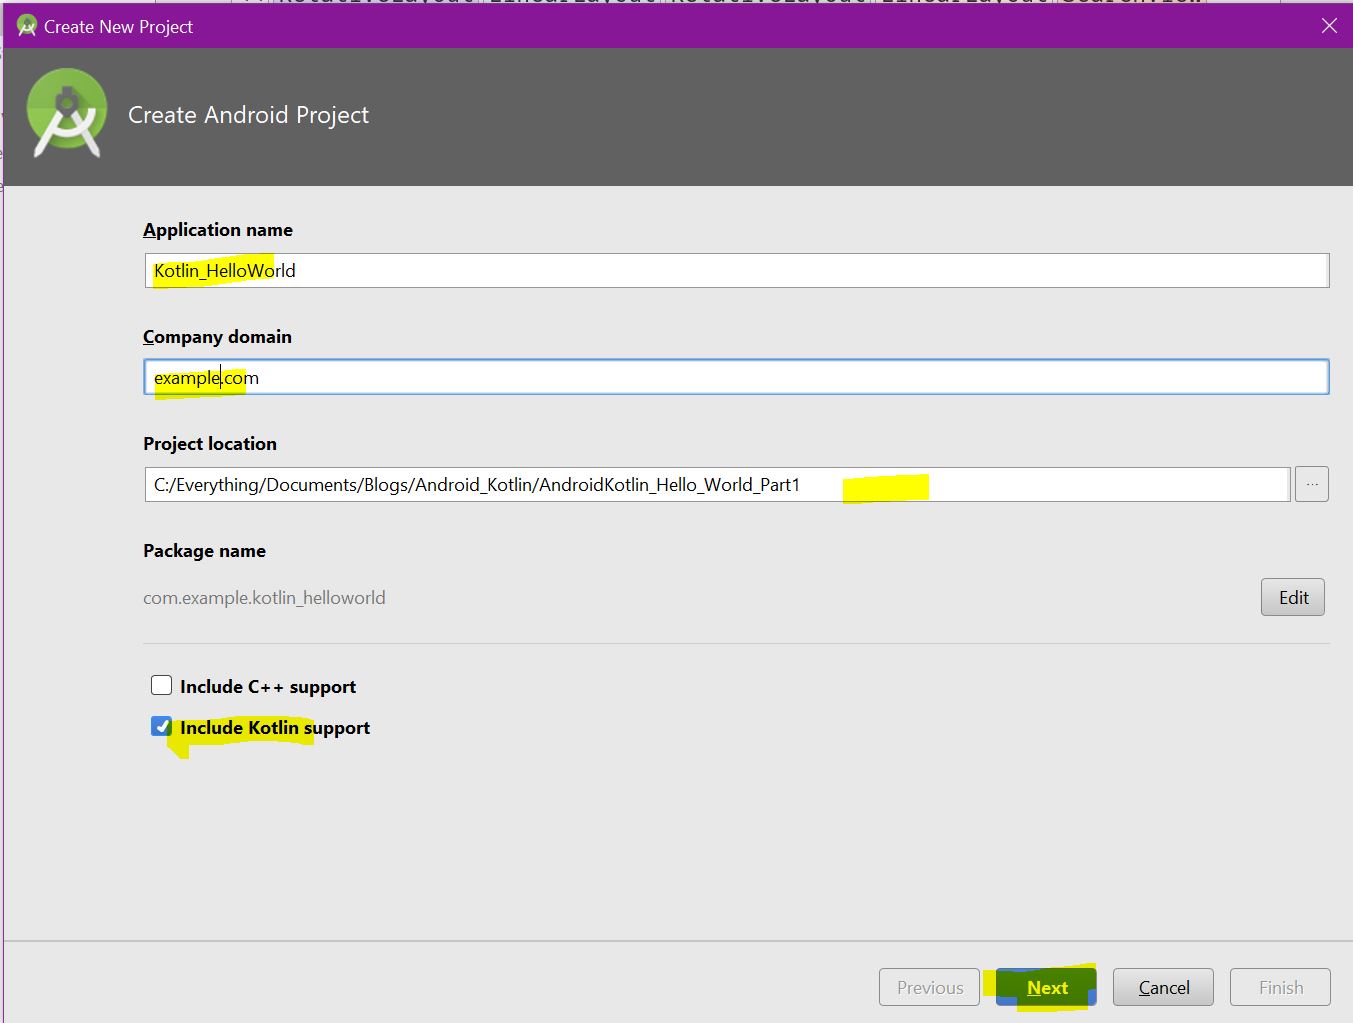 Create New Project
Create Android Project
Application name
Kotlin_HelloWorld
Company domain
example.com
Project location
C:/Everything/Documents/Blogs/Android_Kotlin/AndroidKotlin_Hello_World_Part1
...
Package name
com.example.kotlin_helloworld
Edit
Include C++ support
Include Kotlin support
Previous Next Cancel Finish